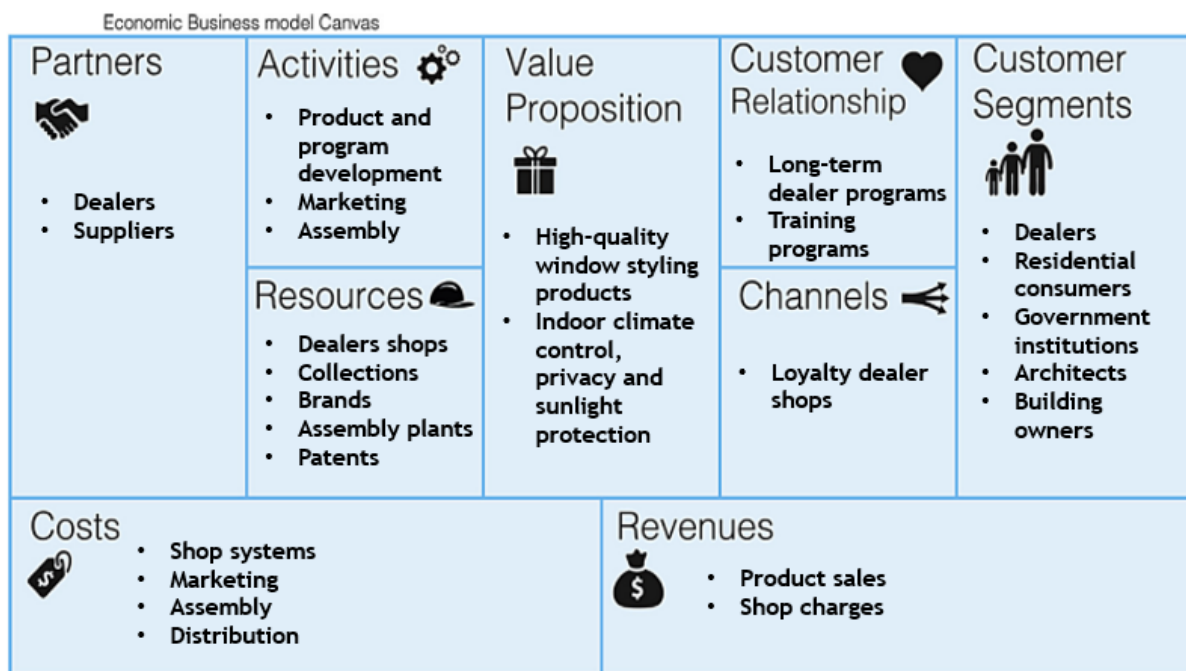 Economic Business model Canvas
Partners
• Dealers
• Suppliers
Activities
• Product and
program
development
• Marketing
• Assembly
Resources
• Dealers shops
• Collections
• Brands
• Assembly plants
• Patents
Value
Proposition
• High-quality
window styling
products
• Indoor climate
control,
privacy and
sunlight
protection
Customer
Relationship
• Long-term
dealer programs
• Training
programs
Channels
• Loyalty dealer
shops
Customer
Segments
• Dealers
• Residential
consumers
• Government
institutions
• Architects
• Building
owners
Costs
$
• Shop systems
• Marketing
• Assembly
• Distribution
Revenues
$
• Product sales
• Shop charges